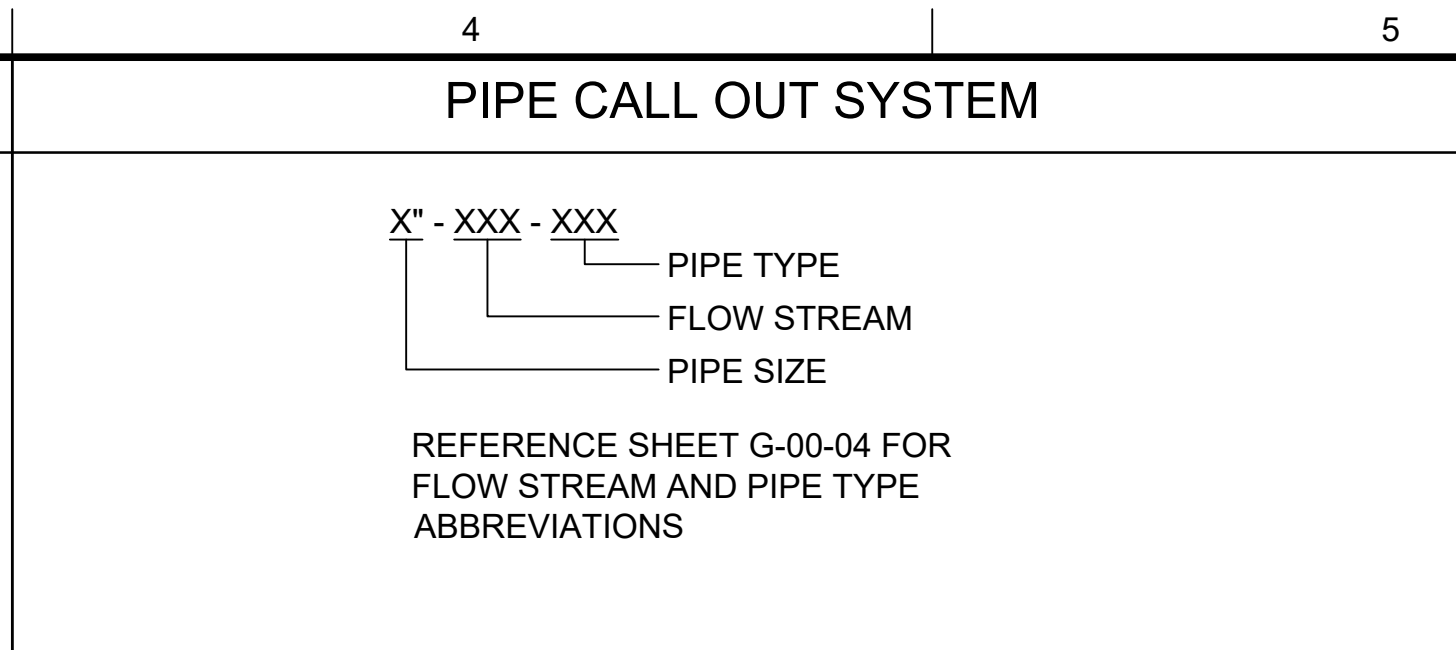 4
5
PIPE CALL OUT SYSTEM
X" - XXX - XXX
PIPE TYPE
FLOW STREAM
PIPE SIZE
REFERENCE SHEET G-00-04 FOR
FLOW STREAM AND PIPE TYPE
ABBREVIATIONS